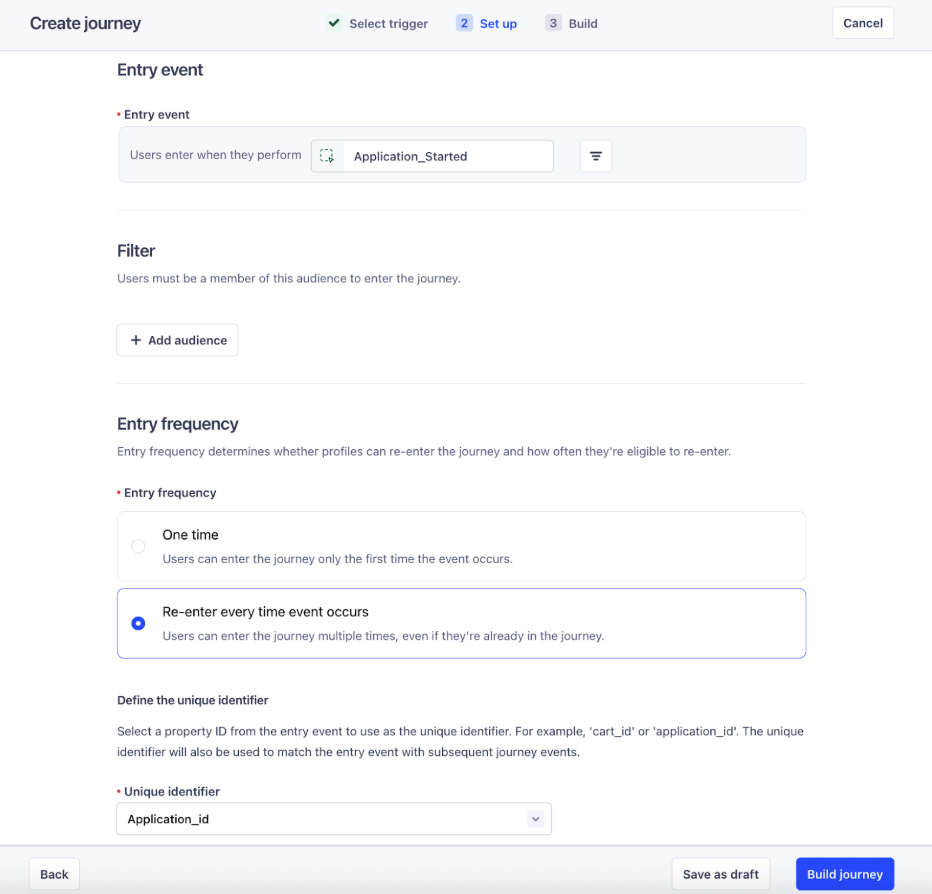 Create journey
Select trigger
2 Set up
3 Build
Cancel
Entry event
• Entry event
Users enter when they perform
Application_Started
Filter
Users must be a member of this audience to enter the journey.
+ Add audience
Entry frequency
Entry frequency determines whether profiles can re-enter the journey and how often they're eligible to re-enter.
• Entry frequency
One time
Users can enter the journey only the first time the event occurs.
Re-enter every time event occurs
Users can enter the journey multiple times, even if they're already in the journey.
Define the unique identifier
Select a property ID from the entry event to use as the unique identifier. For example, 'cart_id' or 'application_id'. The unique
identifier will also be used to match the entry event with subsequent journey events.
• Unique identifier
Application_id
Back
Save as draft
Build journey